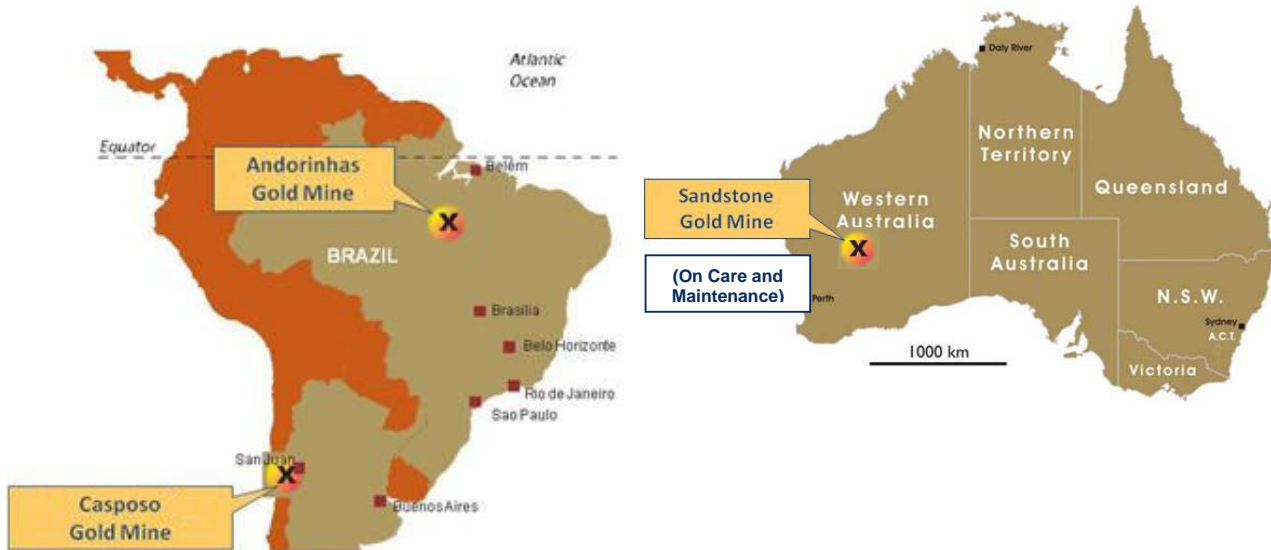 Atlantic
Ocean
Equator
Andorinhas
Gold Mine
Belém
X
BRAZIL
Brasilia
Belo Horizonte
Rio de Janeiro
Sao Paulo
San Juan
X
Casposo
Gold Mine
Buenos Aires
Daly River
Northern
Territory
Queensland
Sandstone
Gold Mine
Western
Australia
X
South
Australia
(On Care and
Maintenance)
Perth
N.S.W.
Sydney
A.C.T.
Victoria
1000 km